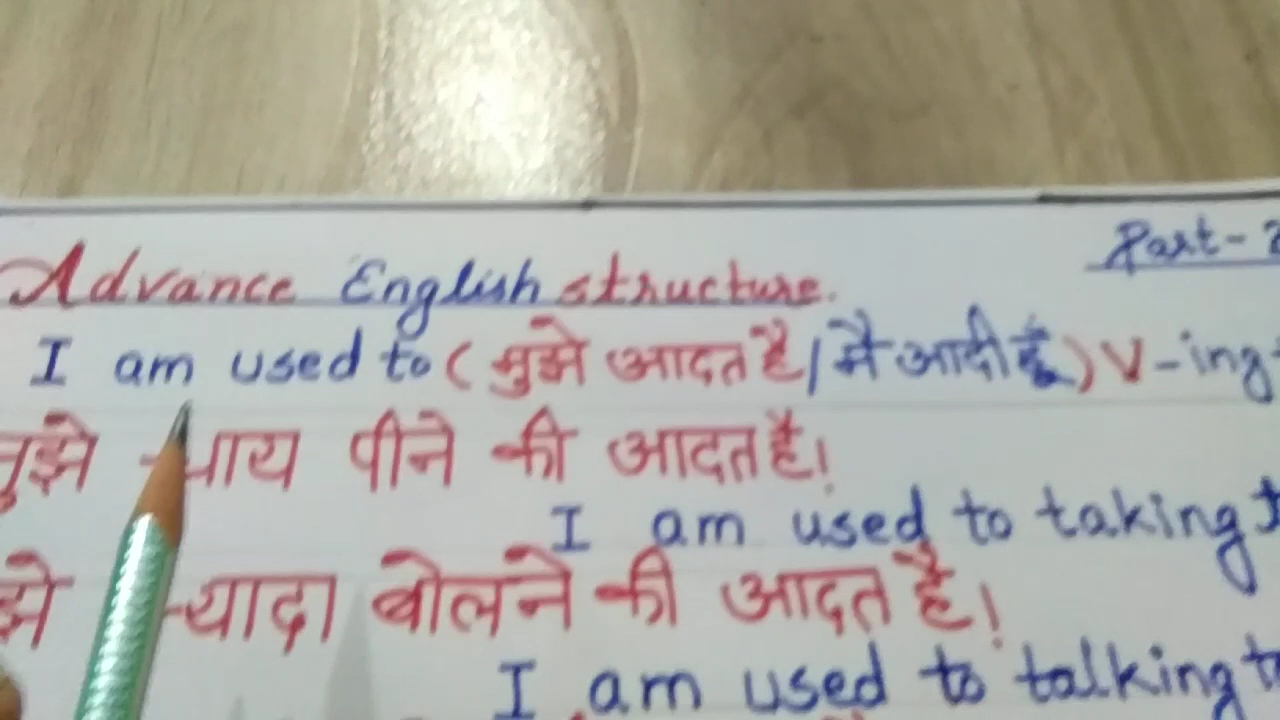 Part-
Advance English structure.
I am used to (मुझे आदत है/मै आदी हूँ) V-ing
मुझे चाय पीने की आदत है।
I am used to taking
ज्यादा बोलने की आदत है।
I am used to talking